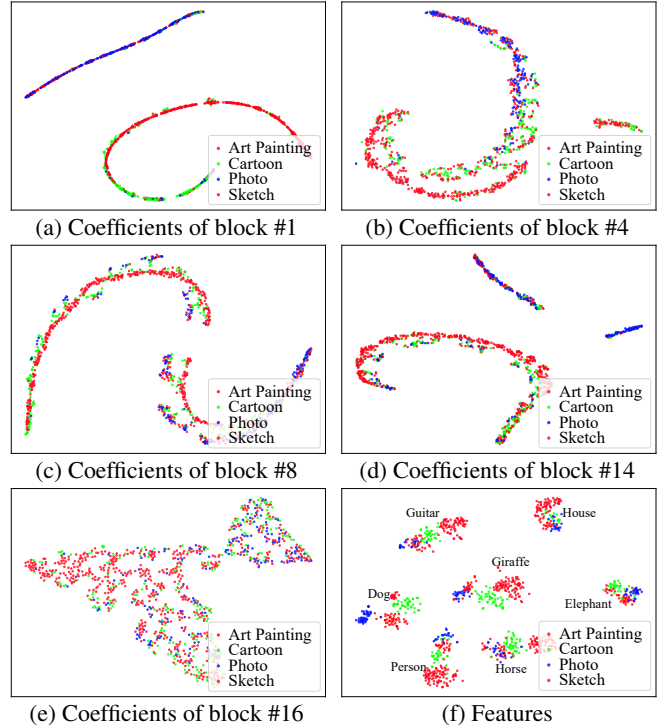 Art Painting
Cartoon
Photo
Sketch
(a) Coefficients of block #1
Art Painting
Cartoon
Photo
Sketch
(b) Coefficients of block #4
Art Painting
Cartoon
Photo
Sketch
(c) Coefficients of block #8
Art Painting
Cartoon
Photo
Sketch
(d) Coefficients of block #14
Art Painting
Cartoon
Photo
Sketch
(e) Coefficients of block #16
Guitar
House
Giraffe
Dog
Elephant
Person
Horse
Art Painting
Cartoon
Photo
Sketch
(f) Features